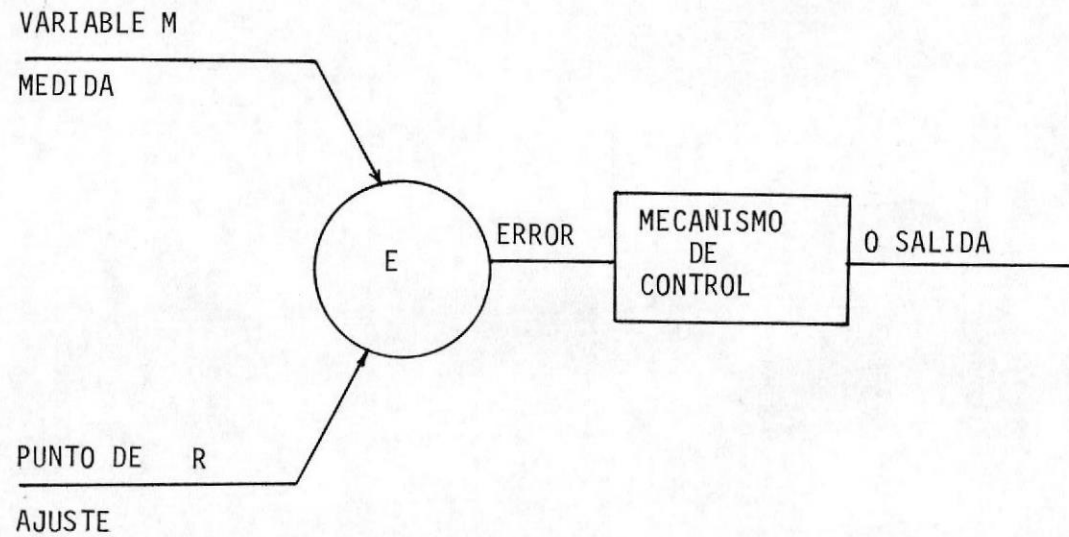 VARIABLE M
MEDIDA
E
ERROR
MECANISMO
DE
CONTROL
O SALIDA
PUNTO DE R
AJUSTE